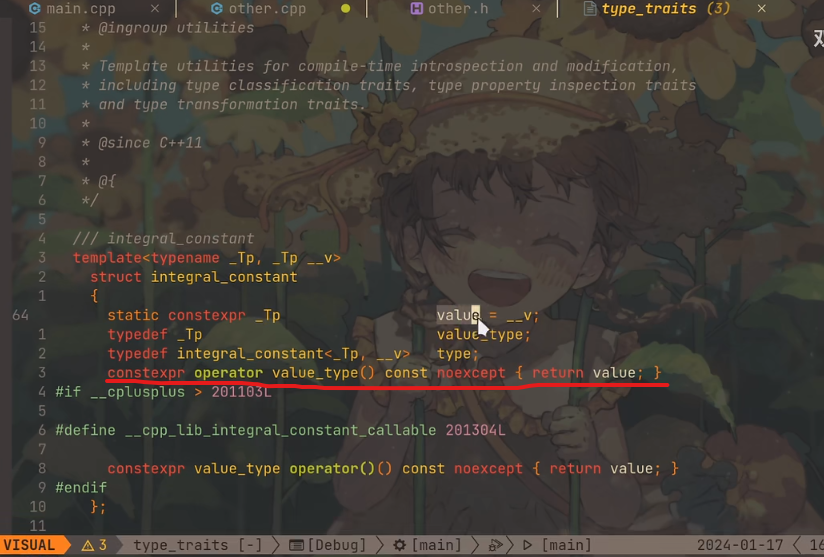 main.cpp × other.cpp ● other.h × type_traits (3) ×
15 * @ingroup utilities
14 *
13 * Template utilities for compile-time introspection and modification,
12 * including type classification traits, type property inspection traits
11 * and type transformation traits.
10 *
9 * @since C++11
8 *
7 * @{
6 */
5
4 /// integral_constant
3 template<typename _Tp, _Tp __v>
2 struct integral_constant
1 {
64 static constexpr _Tp value = __v;
1 typedef _Tp value_type;
2 typedef integral_constant<_Tp, __v> type;
3 constexpr operator value_type() const noexcept { return value; }
4 #if __cplusplus > 201103L
5
6 #define __cpp_lib_integral_constant_callable 201304L
7
8 constexpr value_type operator()() const noexcept { return value; }
9 #endif
10 };
11
VISUAL 3 type_traits [-] [Debug] [main] [main] 2024-01-17